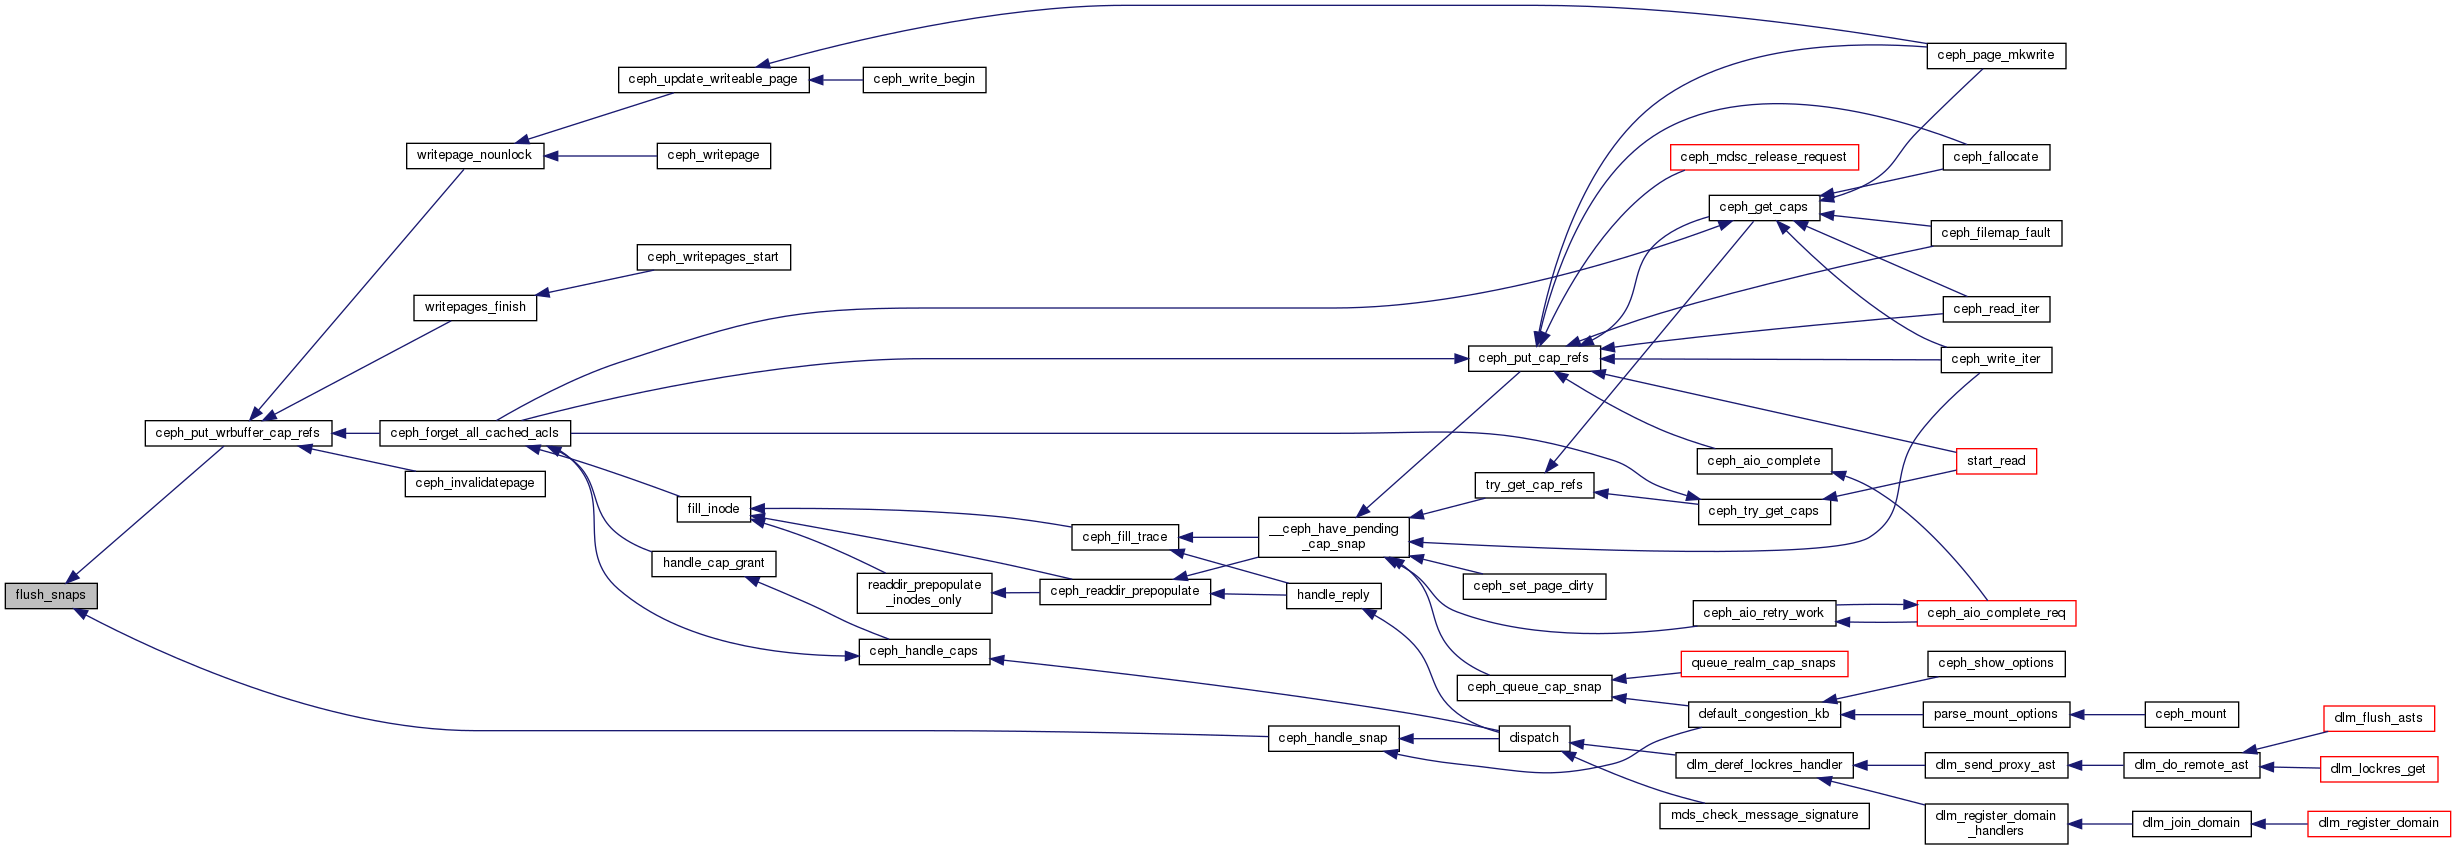 ceph_page_mkwrite
ceph_update_writeable_page
ceph_write_begin
writepage_nounlock
ceph_writepage
ceph_mdsc_release_request
ceph_fallocate
ceph_get_caps
ceph_filemap_fault
ceph_writepages_start
writepages_finish
ceph_read_iter
ceph_put_cap_refs
ceph_write_iter
ceph_put_wrbuffer_cap_refs
ceph_forget_all_cached_acls
ceph_aio_complete
start_read
ceph_invalidatepage
try_get_cap_refs
fill_inode
ceph_try_get_caps
ceph_fill_trace
__ceph_have_pending
_cap_snap
handle_cap_grant
flush_snaps
readdir_prepopulate
_inodes_only
ceph_readdir_prepopulate
handle_reply
ceph_set_page_dirty
ceph_aio_retry_work
ceph_aio_complete_req
ceph_handle_caps
queue_realm_cap_snaps
ceph_show_options
ceph_queue_cap_snap
default_congestion_kb
parse_mount_options
ceph_mount
dlm_flush_asts
ceph_handle_snap
dispatch
dlm_deref_lockres_handler
dlm_send_proxy_ast
dlm_do_remote_ast
dlm_lockres_get
mds_check_message_signature
dlm_register_domain
_handlers
dlm_join_domain
dlm_register_domain